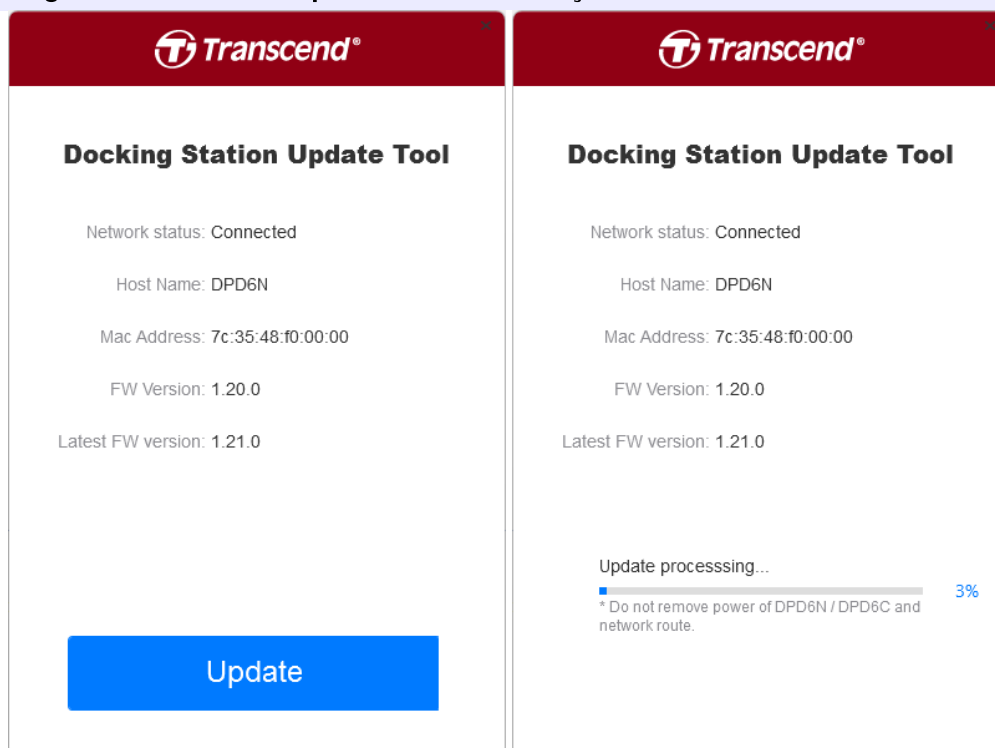 Transcend®
Docking Station Update Tool
Network status: Connected
Host Name: DPD6N
Mac Address: 7c:35:48:f0:00:00
FW Version: 1.20.0
Latest FW version: 1.21.0
Update
Transcend®
Docking Station Update Tool
Network status: Connected
Host Name: DPD6N
Mac Address: 7c:35:48:f0:00:00
FW Version: 1.20.0
Latest FW version: 1.21.0
Update processsing...
3%
* Do not remove power of DPD6N / DPD6C and
network route.